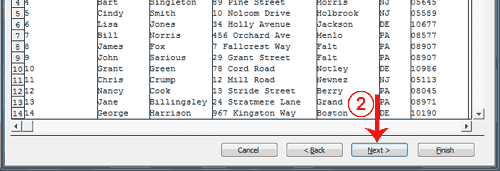 4 4 Bart Singleton 89 Pine Street Morris NJ 05645
5 5 Cindy Smith 10 Nolcom Drive Holbrook NJ 05589
6 6 Lisa Jones 34 Holly Avenue Jackson DE 10677
7 7 Bill Norris 456 Orchard Ave Henlo PA 08577
8 8 James Fox 7 Fallcrest Way Falt PA 08907
9 9 John Sarious 29 Grant Street Falt PA 08907
10 10 Grant Green 78 Cord Road Notley DE 10986
11 11 Chris Crump 12 Mill Road Newnez NJ 05113
12 12 Nancy Cook 13 Stride Street Berry PA 08045
13 13 Jane Billingsley 24 Stratmere Lane Grand PA 08971
14 14 George Harrison 967 Kingston Way Boston DE 10190
2
Cancel < Back Next > Finish